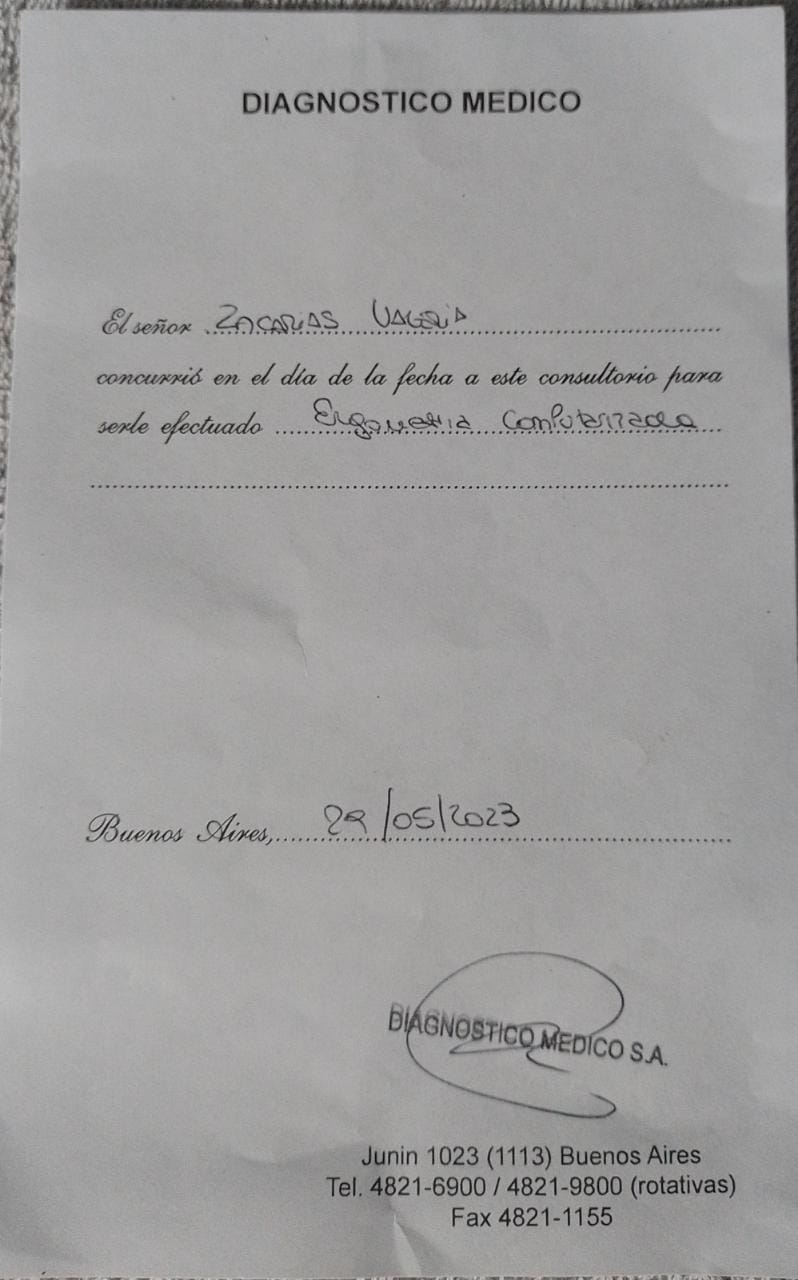 DIAGNOSTICO MEDICO
El señor ZACARIAS VALERIA
concurrió en el día de la fecha a este consultorio para
serle efectuado Ergometria Computarizada
Buenos Aires, 29/05/2023
DIAGNOSTICO MEDICO S.A.
Junin 1023 (1113) Buenos Aires
Tel. 4821-6900 / 4821-9800 (rotativas)
Fax 4821-1155